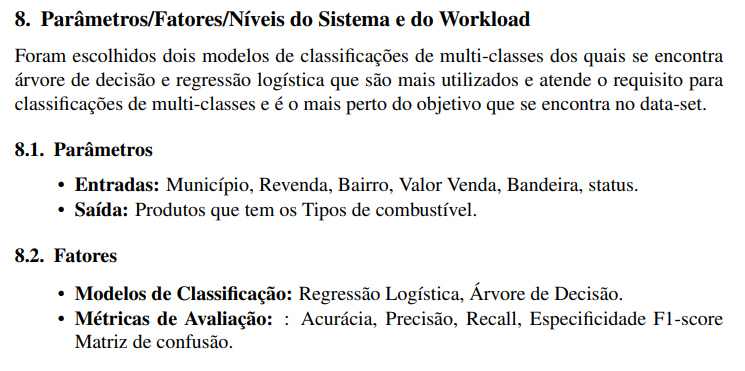 8. Parâmetros/Fatores/Níveis do Sistema e do Workload
Foram escolhidos dois modelos de classificações de multi-classes dos quais se encontra
árvore de decisão e regressão logística que são mais utilizados e atende o requisito para
classificações de multi-classes e é o mais perto do objetivo que se encontra no data-set.
8.1. Parâmetros
• Entradas: Município, Revenda, Bairro, Valor Venda, Bandeira, status.
• Saída: Produtos que tem os Tipos de combustível.
8.2. Fatores
• Modelos de Classificação: Regressão Logística, Árvore de Decisão.
• Métricas de Avaliação: : Acurácia, Precisão, Recall, Especificidade F1-score
Matriz de confusão.